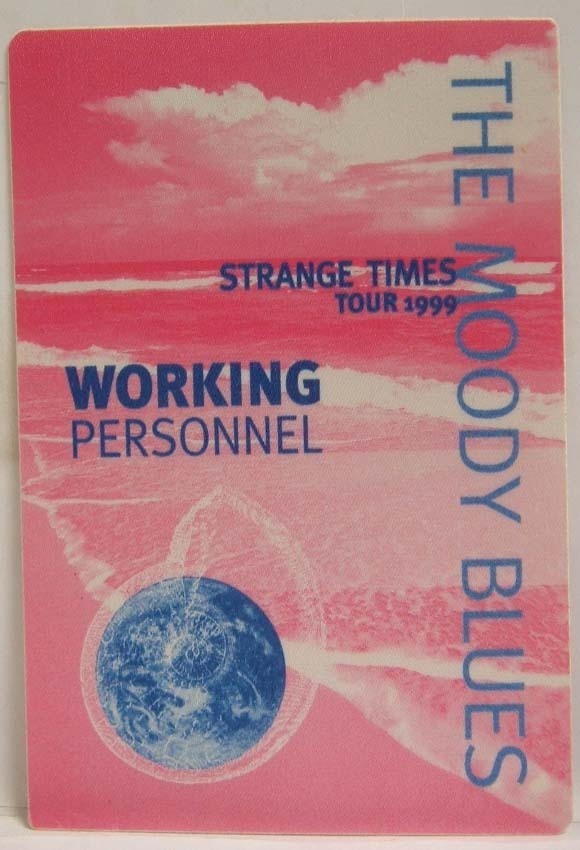 THE MOODY BLUES
STRANGE TIMES
TOUR 1999
WORKING
PERSONNEL